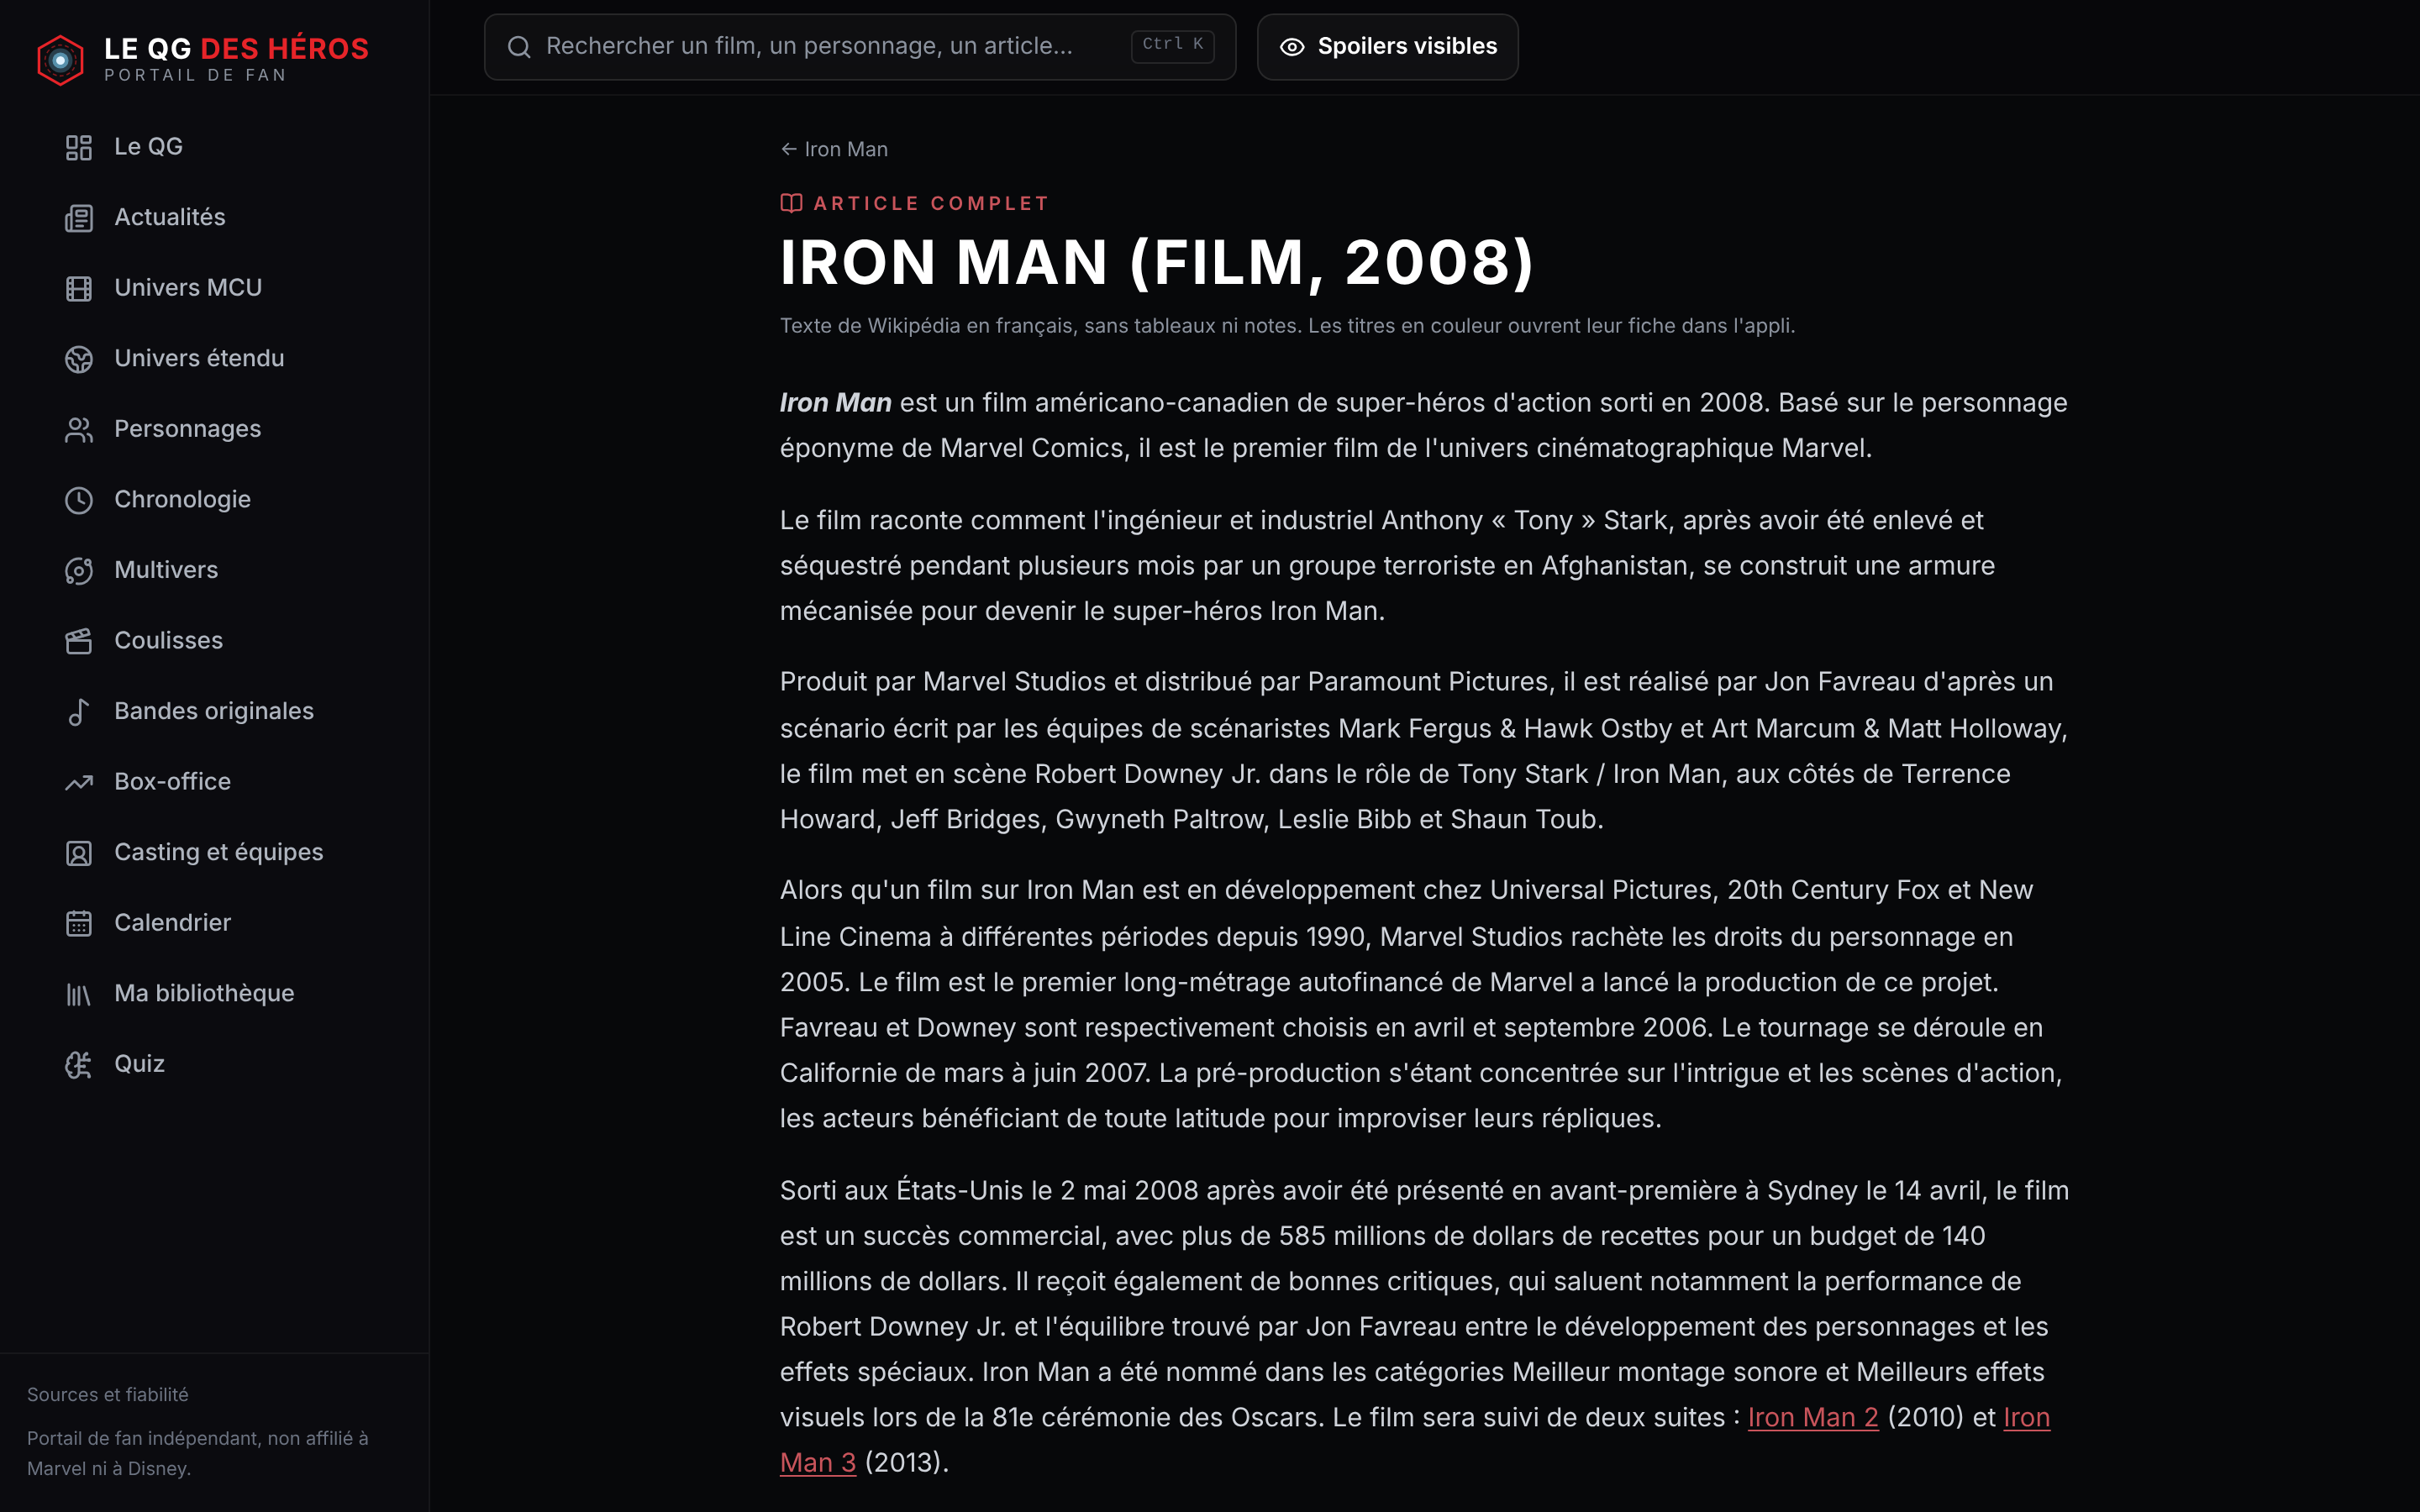 LE QG DES HÉROS
PORTAIL DE FAN
Le QG
Actualités
Univers MCU
Univers étendu
Personnages
Chronologie
Multivers
Coulisses
Bandes originales
Box-office
Casting et équipes
Calendrier
Ma bibliothèque
Quiz
Sources et fiabilité
Portail de fan indépendant, non affilié à
Marvel ni à Disney.
Rechercher un film, un personnage, un article...
Ctrl K
Spoilers visibles
← Iron Man
ARTICLE COMPLET
IRON MAN (FILM, 2008)
Texte de Wikipédia en français, sans tableaux ni notes. Les titres en couleur ouvrent leur fiche dans l'appli.
Iron Man est un film américano-canadien de super-héros d'action sorti en 2008. Basé sur le personnage
éponyme de Marvel Comics, il est le premier film de l'univers cinématographique Marvel.
Le film raconte comment l'ingénieur et industriel Anthony « Tony » Stark, après avoir été enlevé et
séquestré pendant plusieurs mois par un groupe terroriste en Afghanistan, se construit une armure
mécanisée pour devenir le super-héros Iron Man.
Produit par Marvel Studios et distribué par Paramount Pictures, il est réalisé par Jon Favreau d'après un
scénario écrit par les équipes de scénaristes Mark Fergus & Hawk Ostby et Art Marcum & Matt Holloway,
le film met en scène Robert Downey Jr. dans le rôle de Tony Stark / Iron Man, aux côtés de Terrence
Howard, Jeff Bridges, Gwyneth Paltrow, Leslie Bibb et Shaun Toub.
Alors qu'un film sur Iron Man est en développement chez Universal Pictures, 20th Century Fox et New
Line Cinema à différentes périodes depuis 1990, Marvel Studios rachète les droits du personnage en
2005. Le film est le premier long-métrage autofinancé de Marvel a lancé la production de ce projet.
Favreau et Downey sont respectivement choisis en avril et septembre 2006. Le tournage se déroule en
Californie de mars à juin 2007. La pré-production s'étant concentrée sur l'intrigue et les scènes d'action,
les acteurs bénéficiant de toute latitude pour improviser leurs répliques.
Sorti aux États-Unis le 2 mai 2008 après avoir été présenté en avant-première à Sydney le 14 avril, le film
est un succès commercial, avec plus de 585 millions de dollars de recettes pour un budget de 140
millions de dollars. Il reçoit également de bonnes critiques, qui saluent notamment la performance de
Robert Downey Jr. et l'équilibre trouvé par Jon Favreau entre le développement des personnages et les
effets spéciaux. Iron Man a été nommé dans les catégories Meilleur montage sonore et Meilleurs effets
visuels lors de la 81e cérémonie des Oscars. Le film sera suivi de deux suites : Iron Man 2 (2010) et Iron
Man 3 (2013).